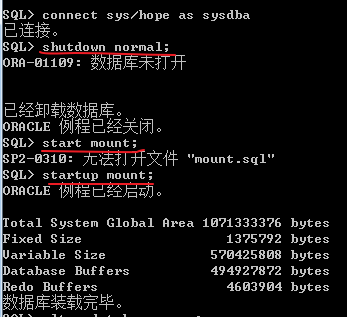 SQL> connect sys/hope as sysdba
已连接。
SQL> shutdown normal;
ORA-01109: 数据库未打开
已经卸载数据库。
ORACLE 例程已经关闭。
SQL> start mount;
SP2-0310: 无法打开文件 "mount.sql"
SQL> startup mount;
ORACLE 例程已经启动。
Total System Global Area 1071333376 bytes
Fixed Size 1375792 bytes
Variable Size 570425808 bytes
Database Buffers 494927872 bytes
Redo Buffers 4603904 bytes
数据库装载完毕。